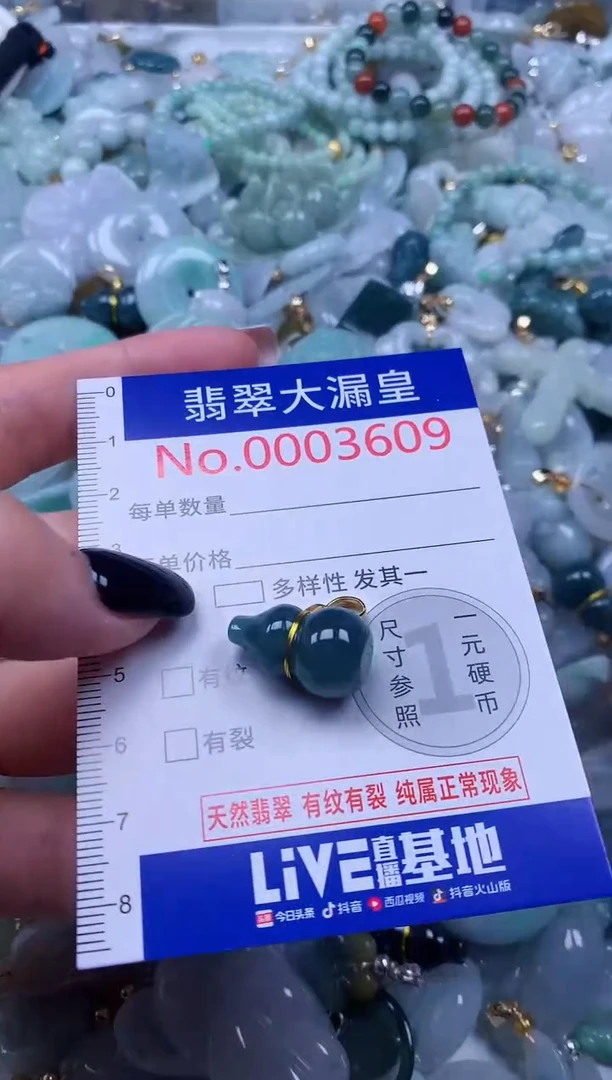 翡翠大漏皇
No.0003609
0
1
2
每单数量
3
单价格
多样性 发其一
尺寸参照
1
一元硬币
5
有纹
6
有裂
7
天然翡翠 有纹有裂 纯属正常现象
8
LiVE直播基地
今日头条 抖音 西瓜视频 抖音火山版